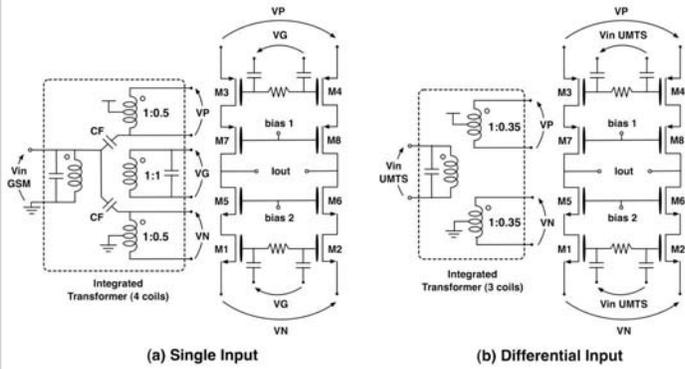 VP
VG
M3
M4
1:0.5
CF
VP
bias 1
M7
M8
Vin
GSM
1:1
VG
Iout
CF
M5
M6
bias 2
1:0.5
VN
M1
M2
Integrated
Transformer (4 coils)
VG
VN
(a) Single Input
VP
Vin UMTS
M3
M4
1:0.35
VP
bias 1
M7
M8
Vin
UMTS
Iout
M5
M6
bias 2
1:0.35
VN
M1
M2
Integrated
Transformer (3 coils)
Vin UMTS
VN
(b) Differential Input